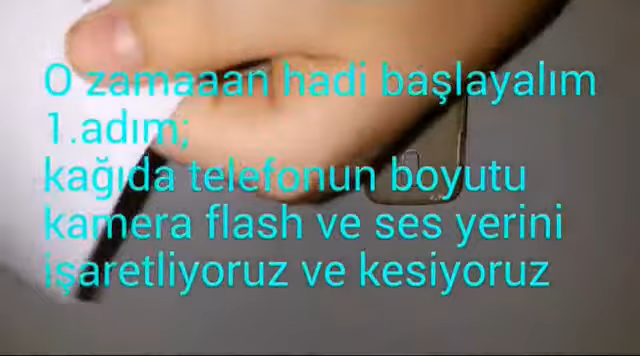 O zamaaan hadi başlayalım
1.adım;
kağıda telefonun boyutu
kamera flash ve ses yerini
işaretliyoruz ve kesiyoruz